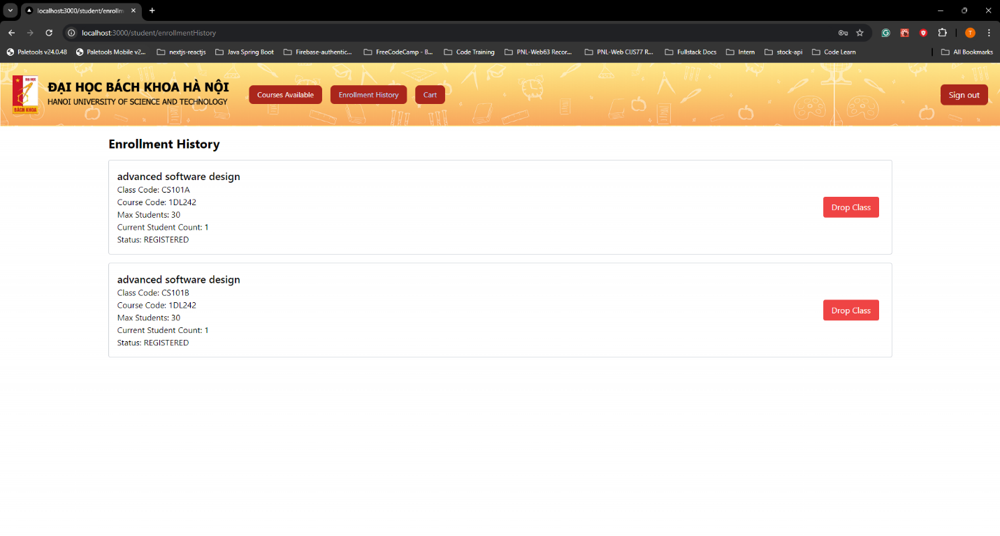 localhost:3000/student/enrollm
localhost:3000/student/enrollmentHistory
T
Paletools v24.0.48
Paletools Mobile v2...
nextjs-reactjs
Java Spring Boot
Firebase-authentic...
FreeCodeCamp - B...
Code Training
PNL-Web63 Recor...
PNL-Web CIJS77 R...
Fullstack Docs
Intern
stock-api
Code Learn
All Bookmarks
ĐẠI HỌC
BÁCH KHOA
ĐẠI HỌC BÁCH KHOA HÀ NỘI
HANOI UNIVERSITY OF SCIENCE AND TECHNOLOGY
Courses Available
Enrollment History
Cart
Sign out
Enrollment History
advanced software design
Class Code: CS101A
Course Code: 1DL242
Max Students: 30
Current Student Count: 1
Status: REGISTERED
Drop Class
advanced software design
Class Code: CS101B
Course Code: 1DL242
Max Students: 30
Current Student Count: 1
Status: REGISTERED
Drop Class